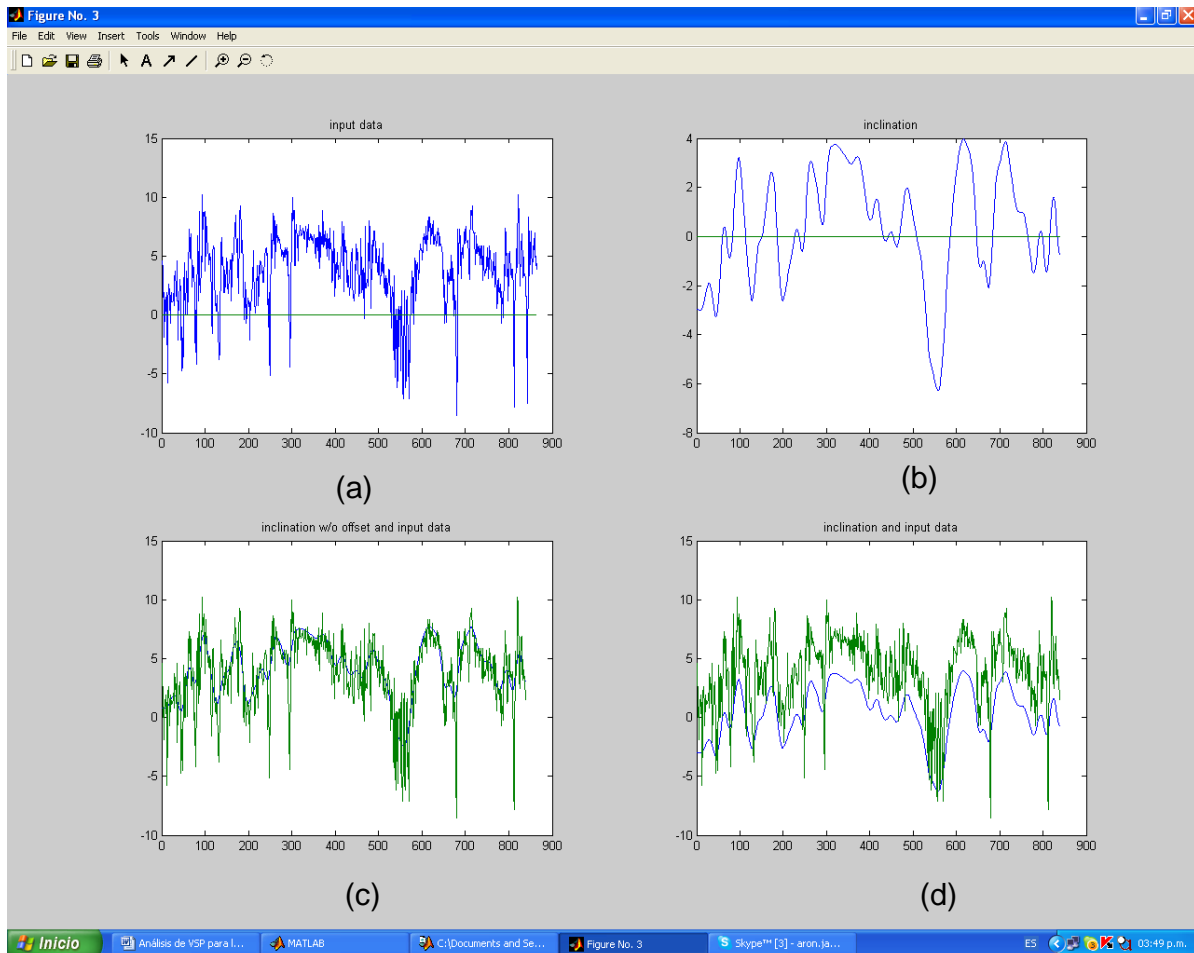 Figure No. 3
File Edit View Insert Tools Window Help
input data
15
10
5
0
-5
-10
0 100 200 300 400 500 600 700 800 900
(a)
inclination
4
2
0
-2
-4
-6
-8
0 100 200 300 400 500 600 700 800 900
(b)
inclination w/o offset and input data
15
10
5
0
-5
-10
0 100 200 300 400 500 600 700 800 900
(c)
inclination and input data
15
10
5
0
-5
-10
0 100 200 300 400 500 600 700 800 900
(d)
Inicio Análisis de VSP para l... MATLAB C:\Documents and Se... Figure No. 3 Skype™ [3] - aron.ja... ES 03:49 p.m.